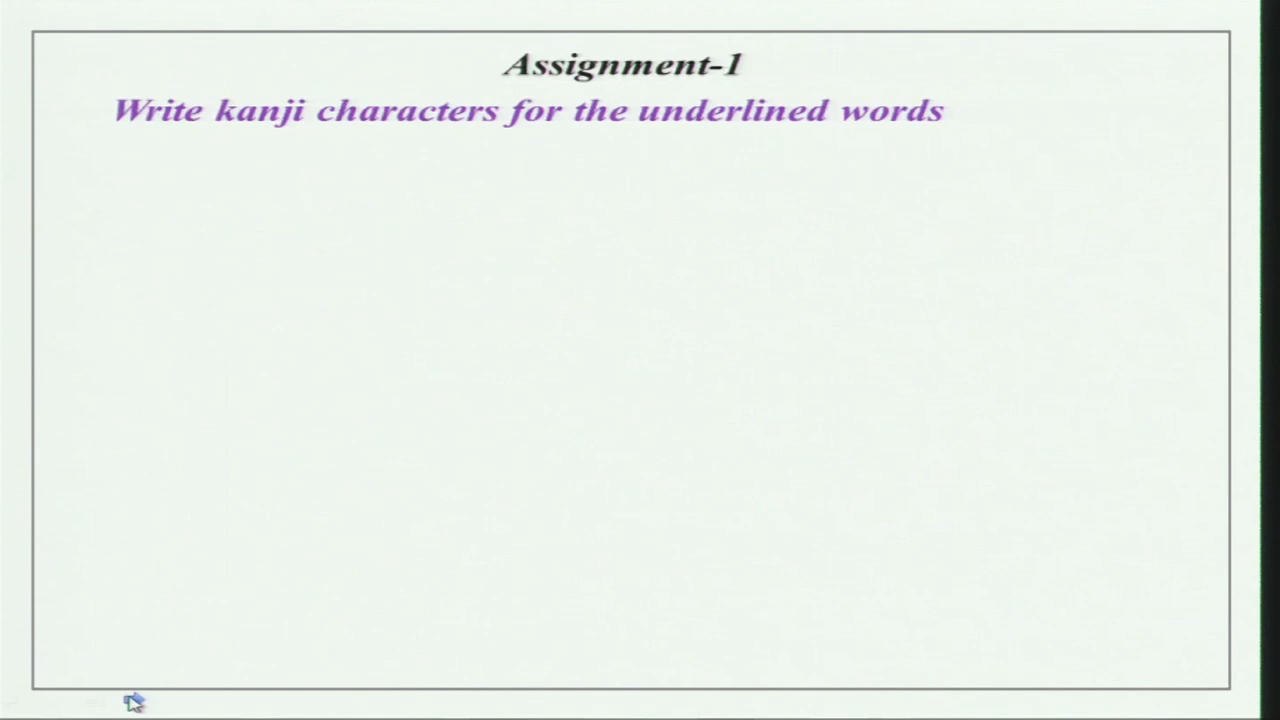 Assignment-1
Write kanji characters for the underlined words